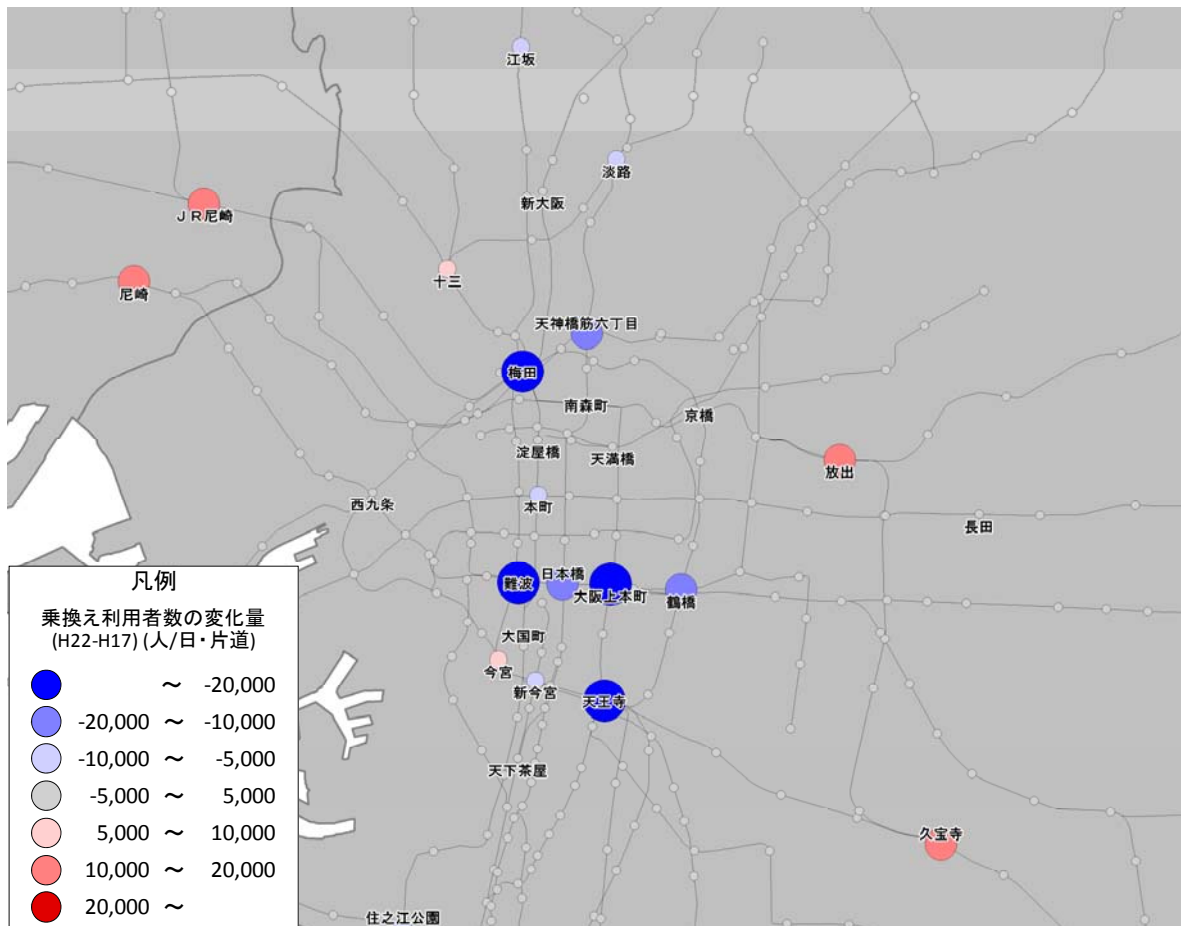 江坂
淡路
新大阪
JR尼崎
十三
尼崎
天神橋筋六丁目
梅田
南森町
京橋
淀屋橋
天満橋
放出
西九条
本町
長田
難波
日本橋
大阪上本町
鶴橋
大国町
今宮
新今宮
天王寺
天下茶屋
久宝寺
住之江公園
凡例
乗換え利用者数の変化量
(H22-H17) (人/日・片道)
～ -20,000
-20,000 ～ -10,000
-10,000 ～ -5,000
-5,000 ～ 5,000
5,000 ～ 10,000
10,000 ～ 20,000
20,000 ～